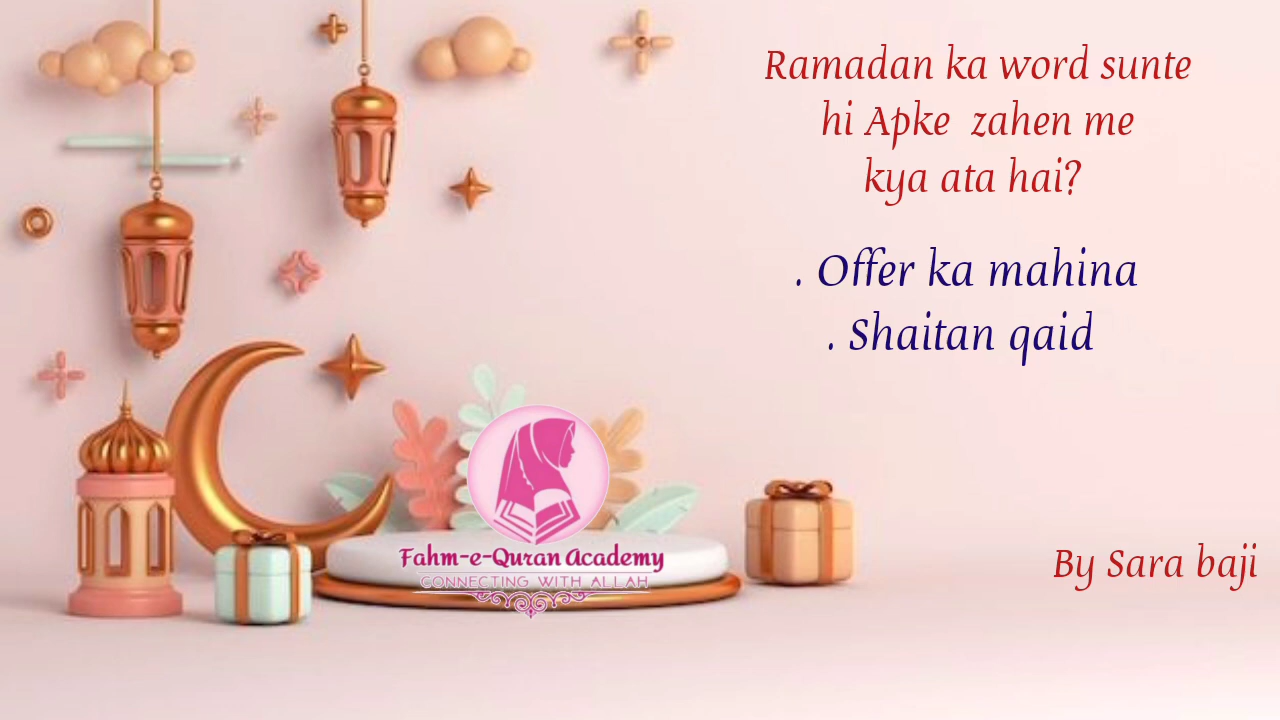 Ramadan ka word sunte
hi Apke zahen me
kya ata hai?
. Offer ka mahina
. Shaitan qaid
Fahm-e-Quran Academy
CONNECTING WITH ALLAH
By Sara baji